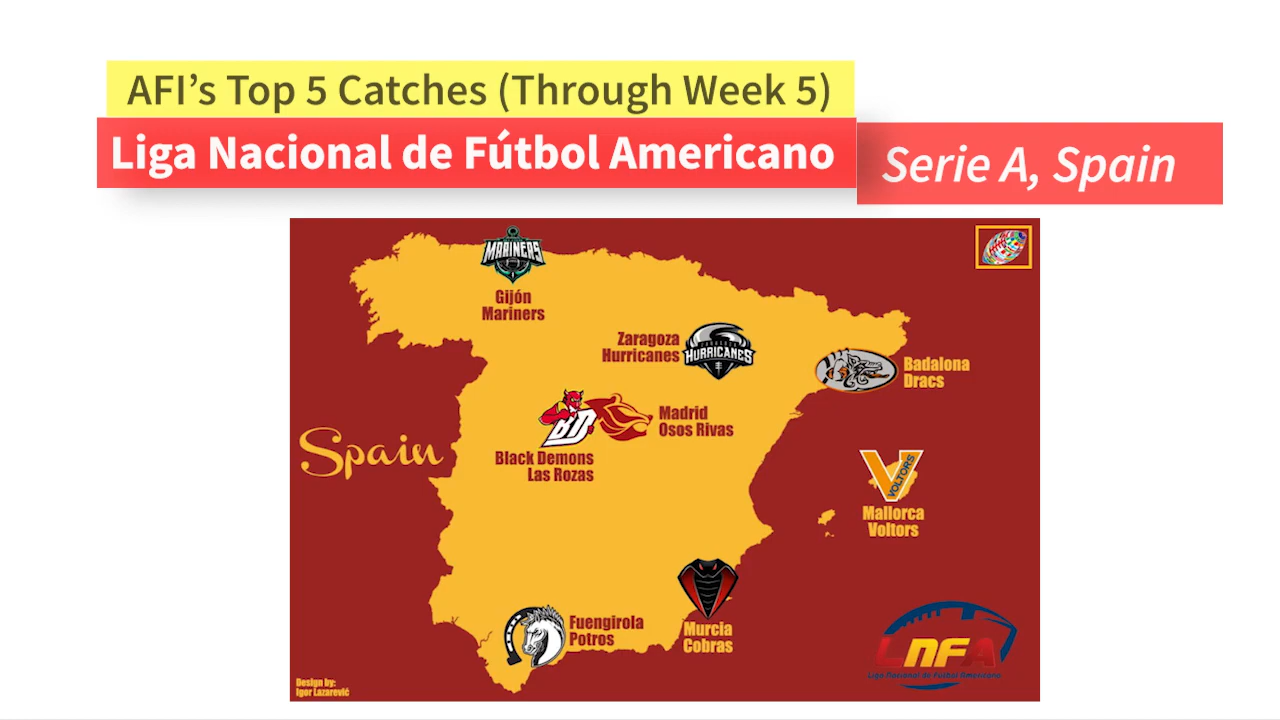 AFI’s Top 5 Catches (Through Week 5)
Liga Nacional de Fútbol Americano
Serie A, Spain
MARINERS
Gijón
Mariners
Zaragoza
Hurricanes
ZARAGOZA
HURRICANES
Badalona
Dracs
BD
Madrid
Osos Rivas
Black Demons
Las Rozas
Spain
VOLTORS
Mallorca
Voltors
Fuengirola
Potros
Murcia
Cobras
LNFA
Liga Nacional de Fútbol Americano
Design by:
Igor Lazarević